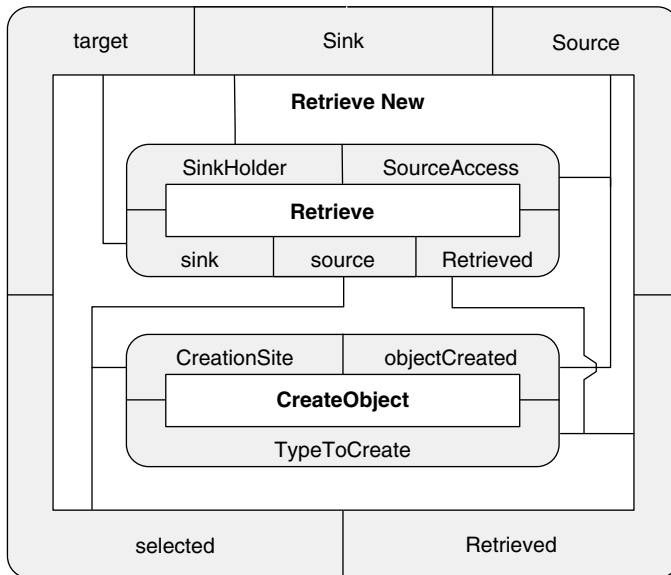 target
Sink
Source
Retrieve New
SinkHolder
SourceAccess
Retrieve
sink
source
Retrieved
CreationSite
objectCreated
CreateObject
TypeToCreate
selected
Retrieved